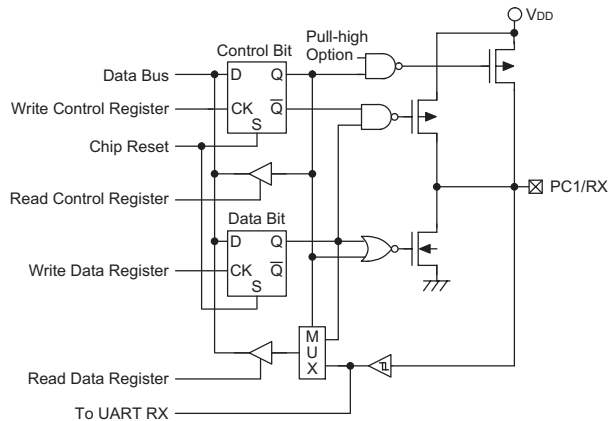 VDD
Pull-high
Option
Control Bit
Data Bus
D
Q
Write Control Register
CK
Q
S
Chip Reset
PC1/RX
Read Control Register
Data Bit
D
Q
Write Data Register
CK
Q
S
M
U
X
Read Data Register
To UART RX